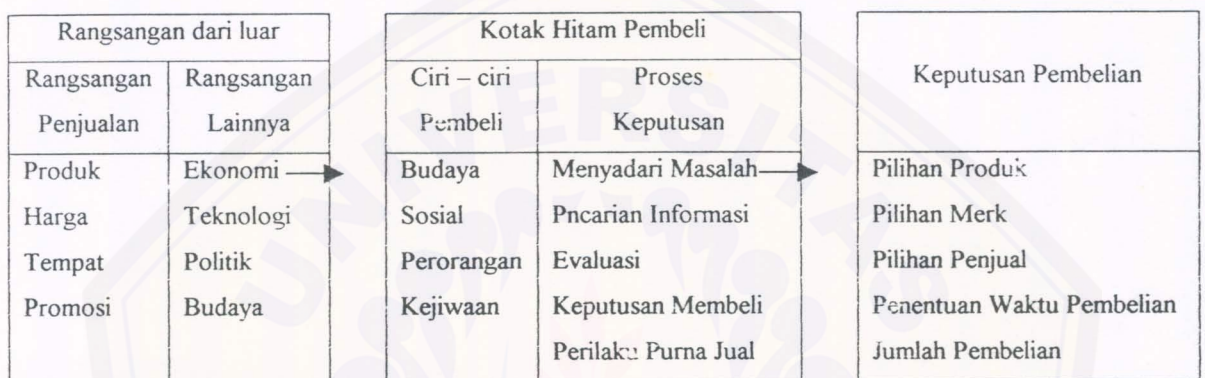 Rangsangan dari luar
Rangsangan Penjualan
Rangsangan Lainnya
Produk
Harga
Tempat
Promosi
Ekonomi
Teknologi
Politik
Budaya
Kotak Hitam Pembeli
Ciri – ciri
Pembeli
Proses
Keputusan
Budaya
Sosial
Perorangan
Kejiwaan
Menyadari Masalah
Pncarian Informasi
Evaluasi
Keputusan Membeli
Perilaku Purna Jual
Keputusan Pembelian
Pilihan Produk
Pilihan Merk
Pilihan Penjual
Penentuan Waktu Pembelian
Jumlah Pembelian
UNIVERSITAS